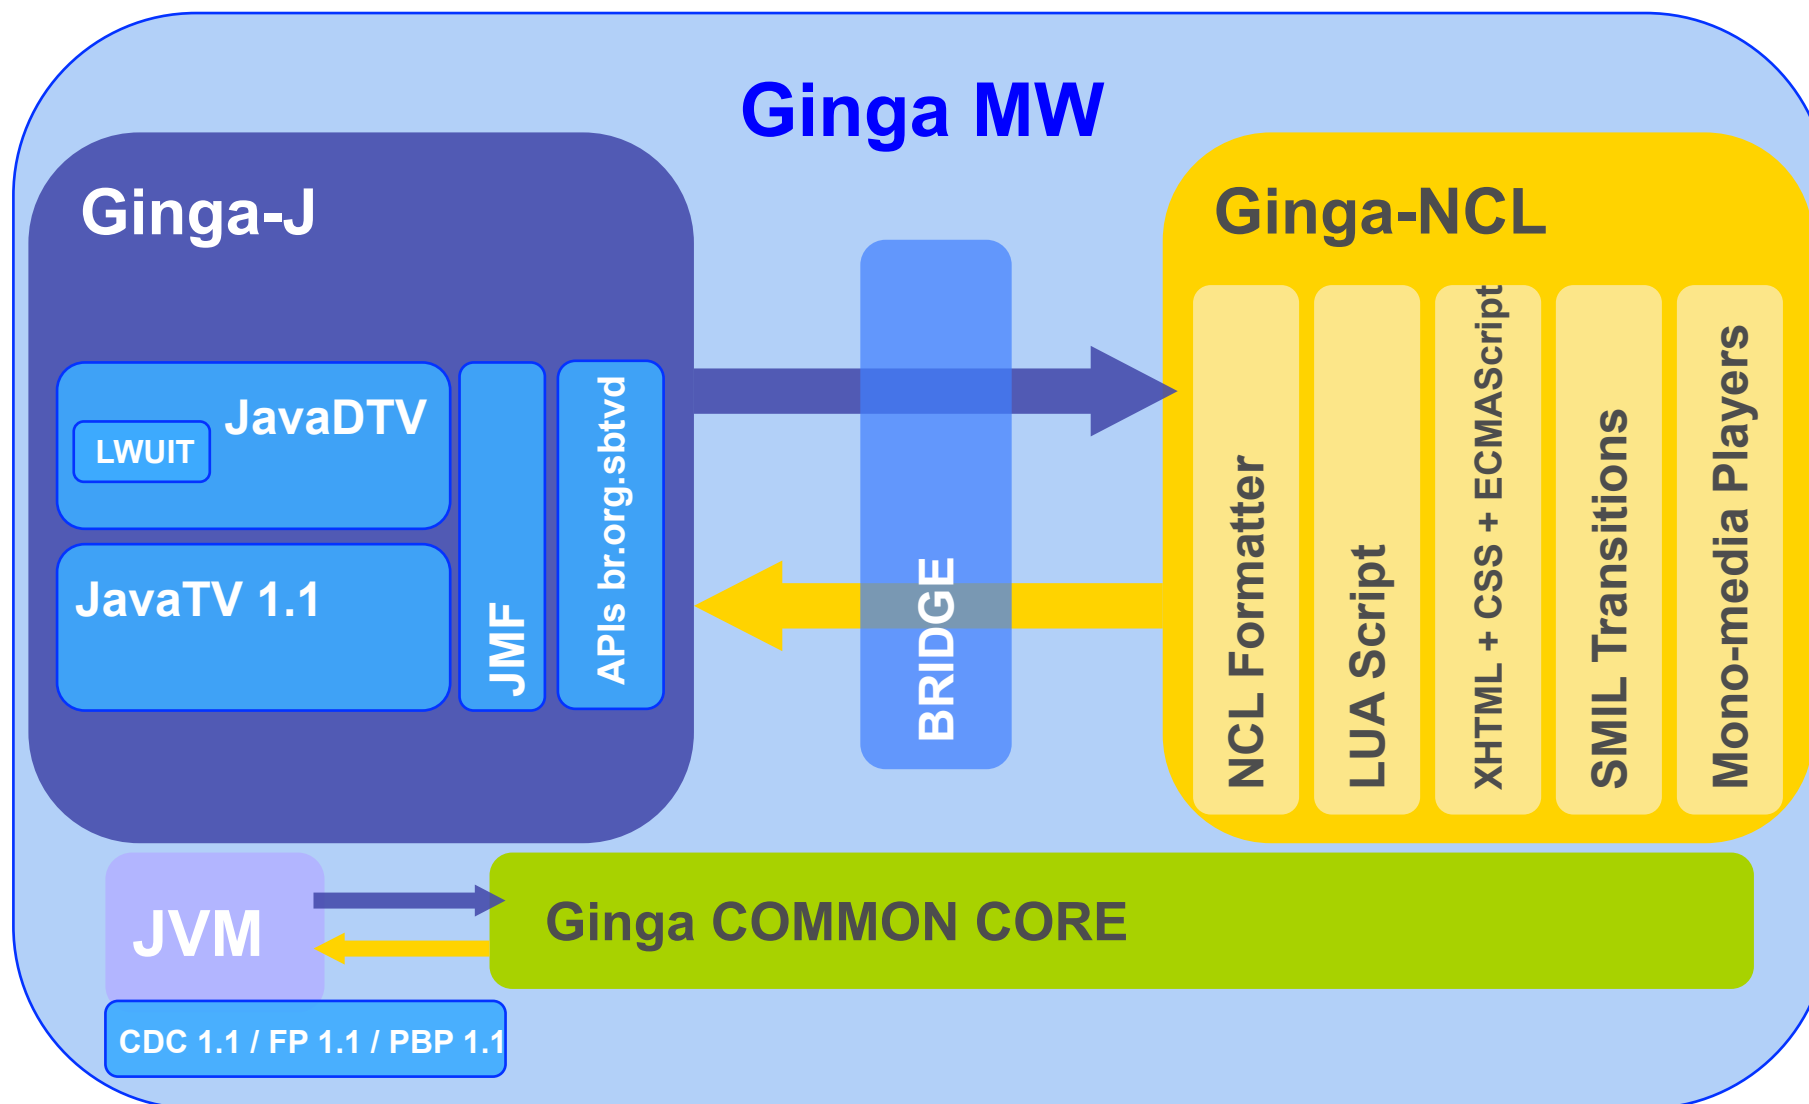 Ginga MW
Ginga-J
JavaDTV
LWUIT
JavaTV 1.1
JMF
APIs br.org.sbtvd
BRIDGE
Ginga-NCL
NCL Formatter
LUA Script
XHTML + CSS + ECMAScript
SMIL Transitions
Mono-media Players
JVM
Ginga COMMON CORE
CDC 1.1 / FP 1.1 / PBP 1.1